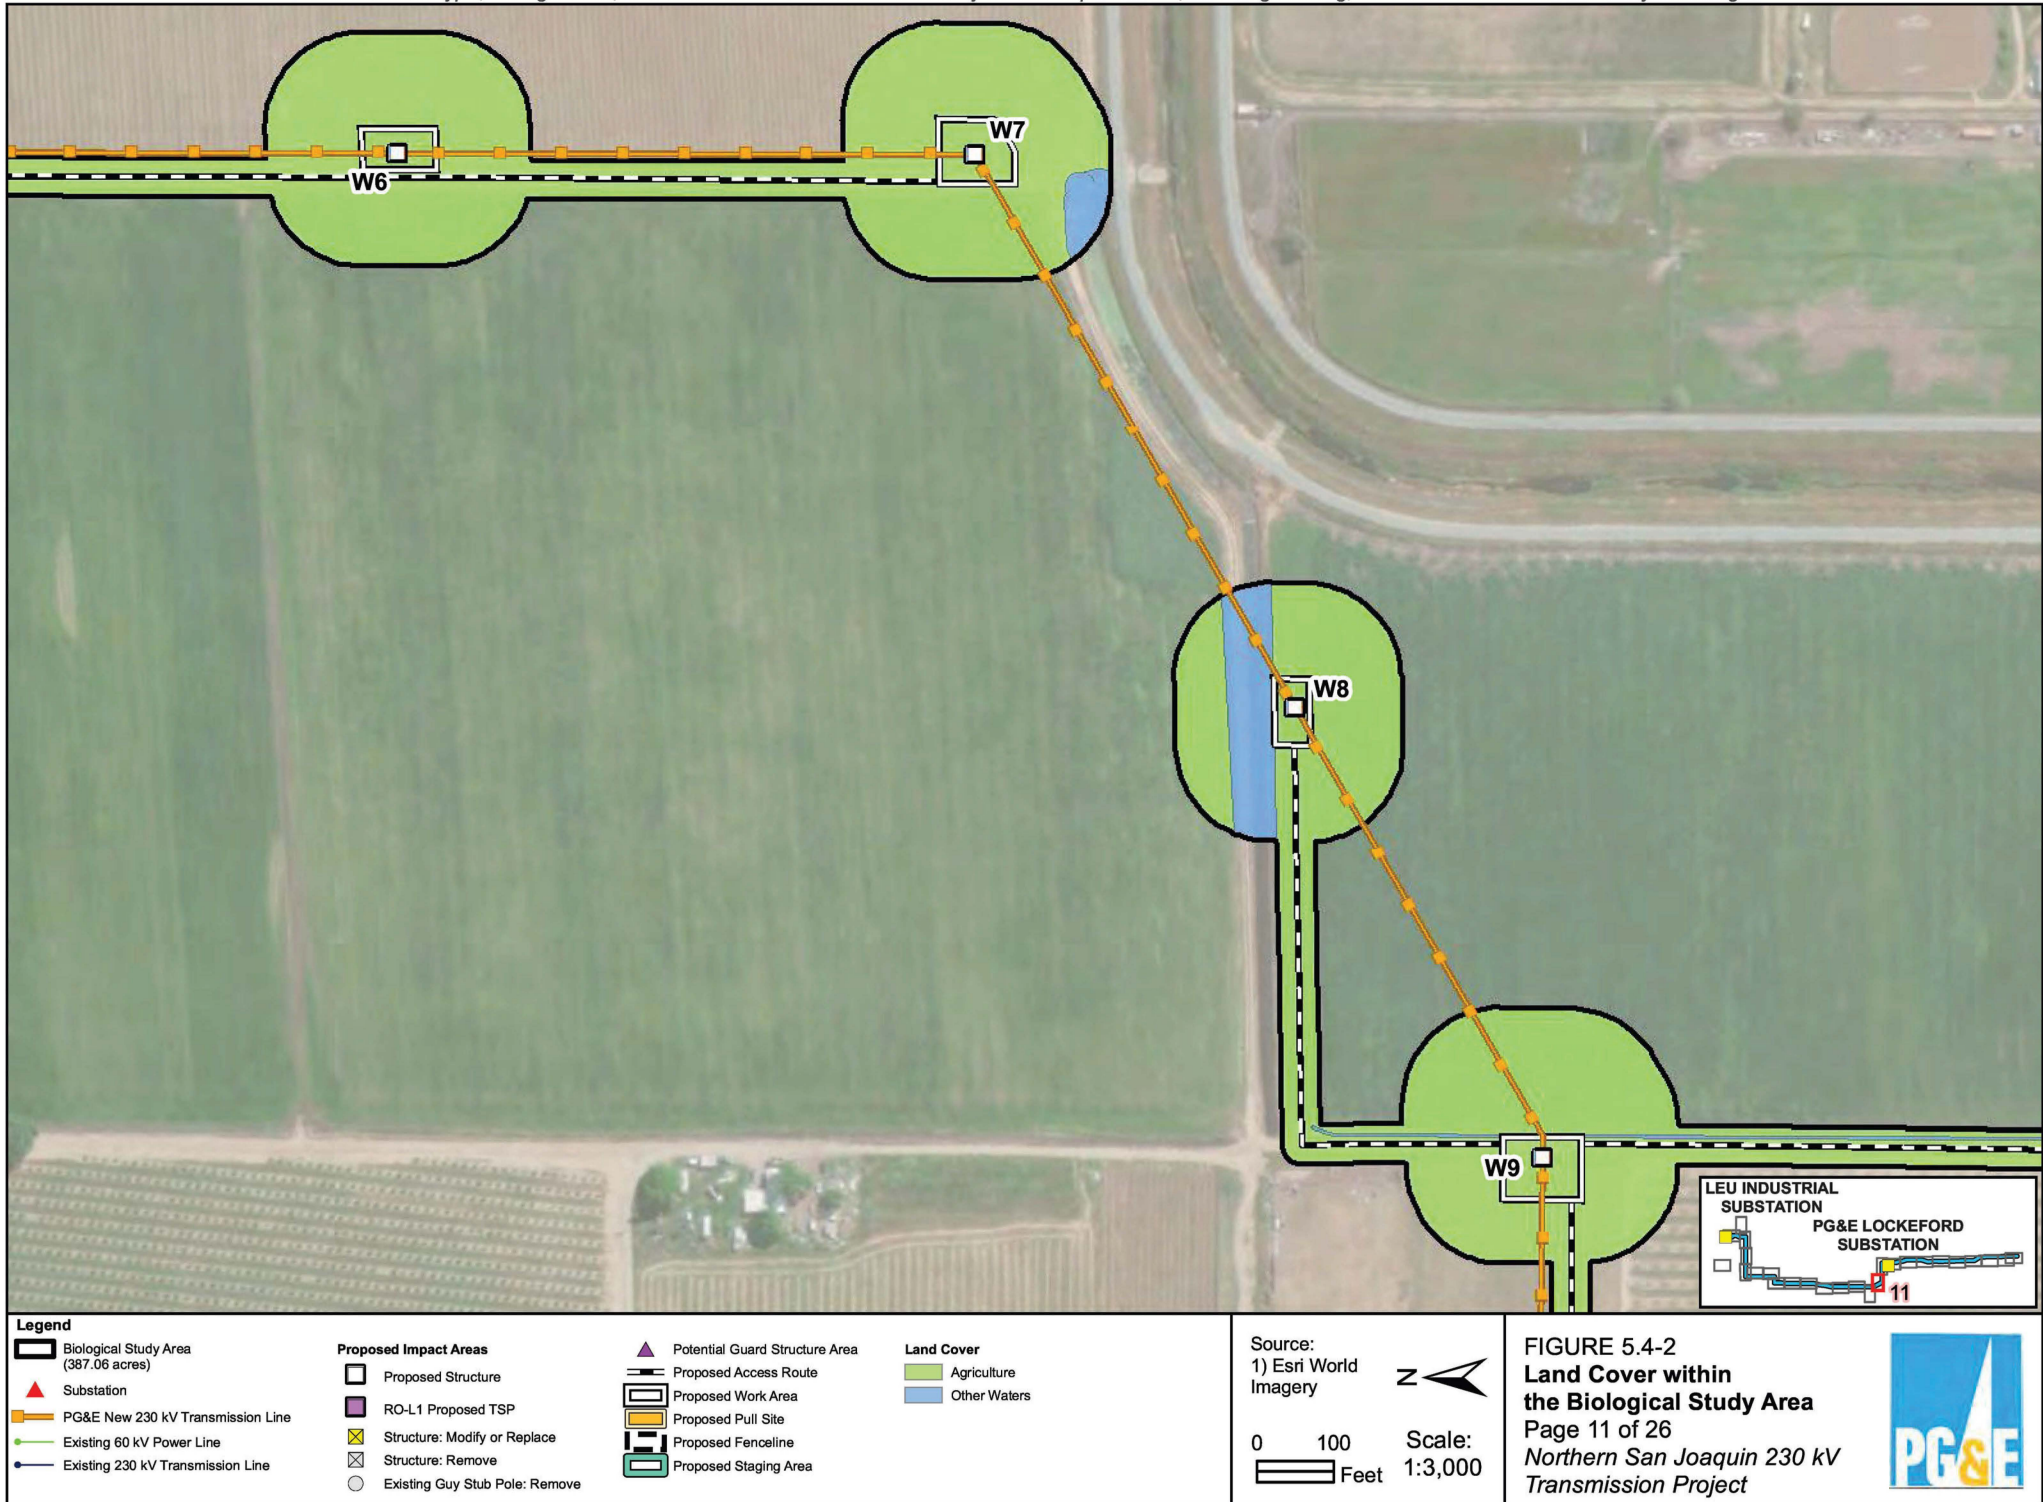 W6
W7
W8
W9
LEU INDUSTRIAL
SUBSTATION
PG&E LOCKEFORD
SUBSTATION
11
Legend
Biological Study Area
(387.06 acres)
Substation
PG&E New 230 kV Transmission Line
Existing 60 kV Power Line
Existing 230 kV Transmission Line
Proposed Impact Areas
Proposed Structure
RO-L1 Proposed TSP
Structure: Modify or Replace
Structure: Remove
Existing Guy Stub Pole: Remove
Potential Guard Structure Area
Proposed Access Route
Proposed Work Area
Proposed Pull Site
Proposed Fenceline
Proposed Staging Area
Land Cover
Agriculture
Other Waters
Source:
1) Esri World
Imagery
N
0 100
Feet
Scale:
1:3,000
FIGURE 5.4-2
Land Cover within
the Biological Study Area
Page 11 of 26
Northern San Joaquin 230 kV
Transmission Project
PG&E